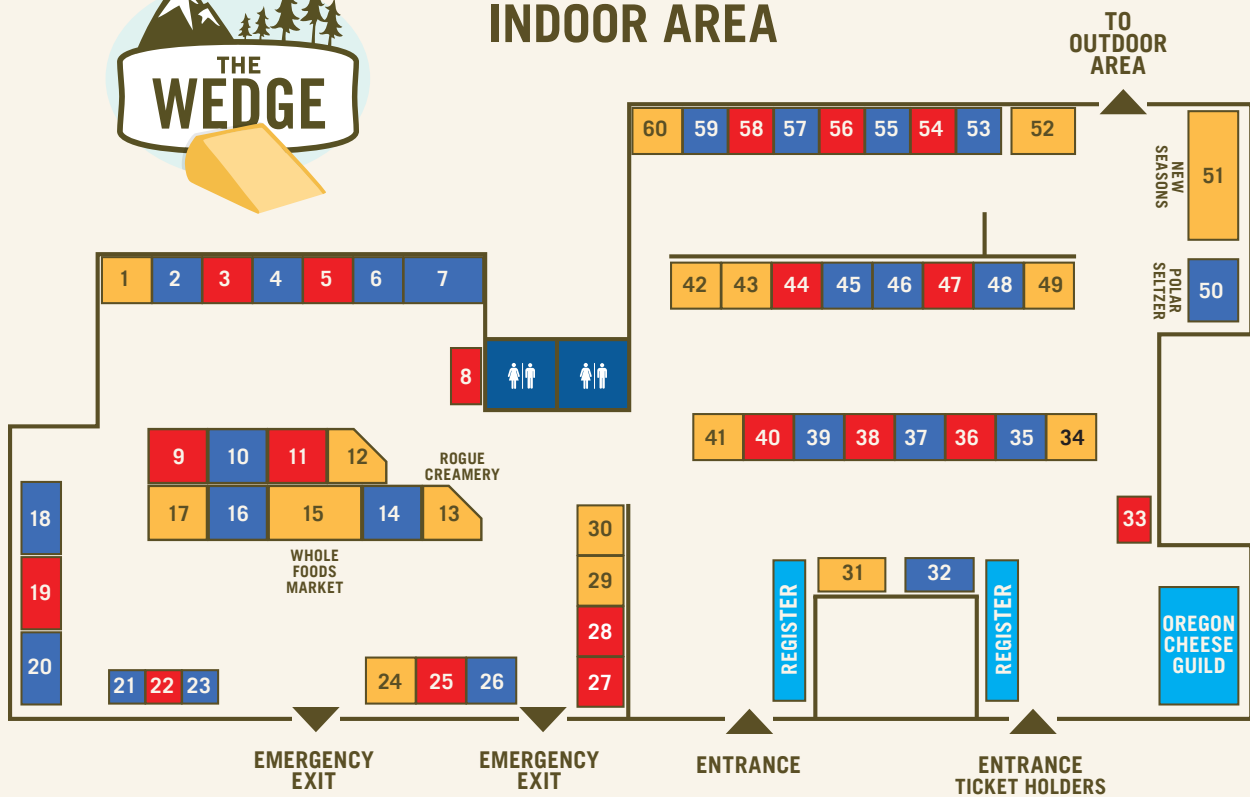 INDOOR AREA
THE
WEDGE
TO
OUTDOOR
AREA
60 59 58 57 56 55 54 53 52
NEW
SEASONS
51
1 2 3 4 5 6 7
42 43 44 45 46 47 48 49
POLAR
SELTZER
50
8
41 40 39 38 37 36 35 34
9 10 11 12
ROGUE
CREAMERY
17 16 15 14 13
WHOLE
FOODS
MARKET
18
19
20
21 22 23
24 25 26
30
29
28
27
33
31 32
REGISTER
REGISTER
OREGON
CHEESE
GUILD
EMERGENCY
EXIT
EMERGENCY
EXIT
ENTRANCE
ENTRANCE
TICKET HOLDERS